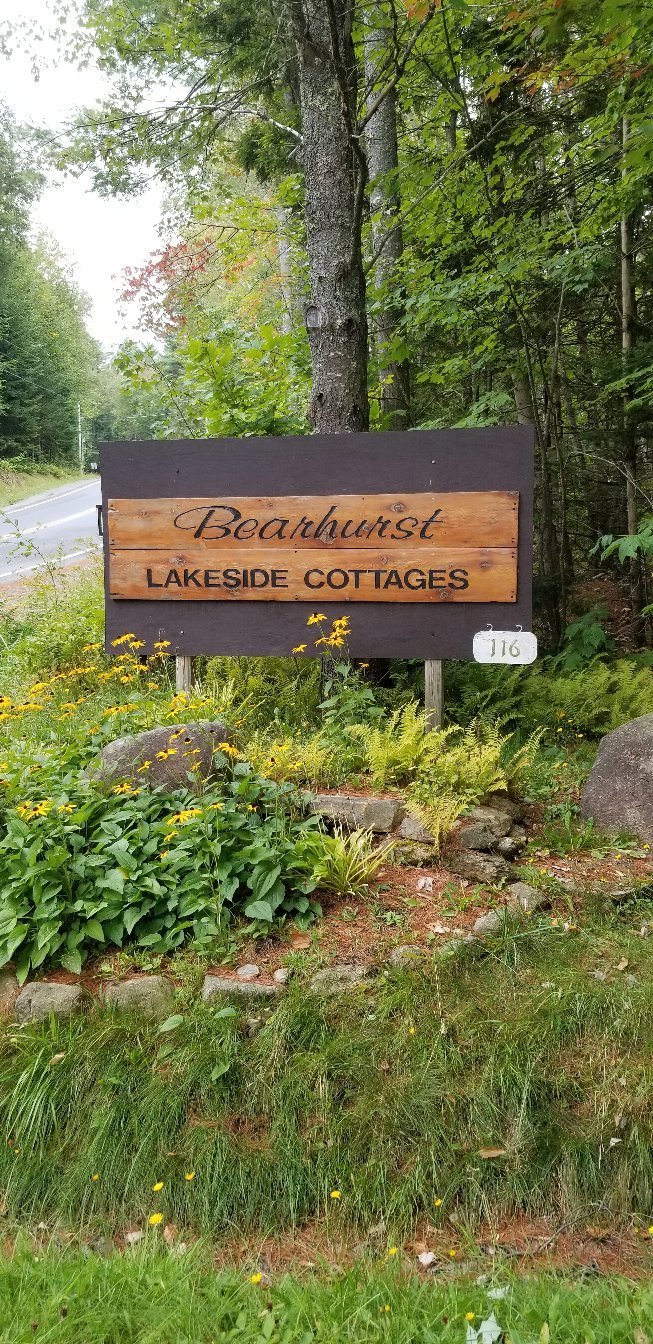 Bearhurst
LAKESIDE COTTAGES
116